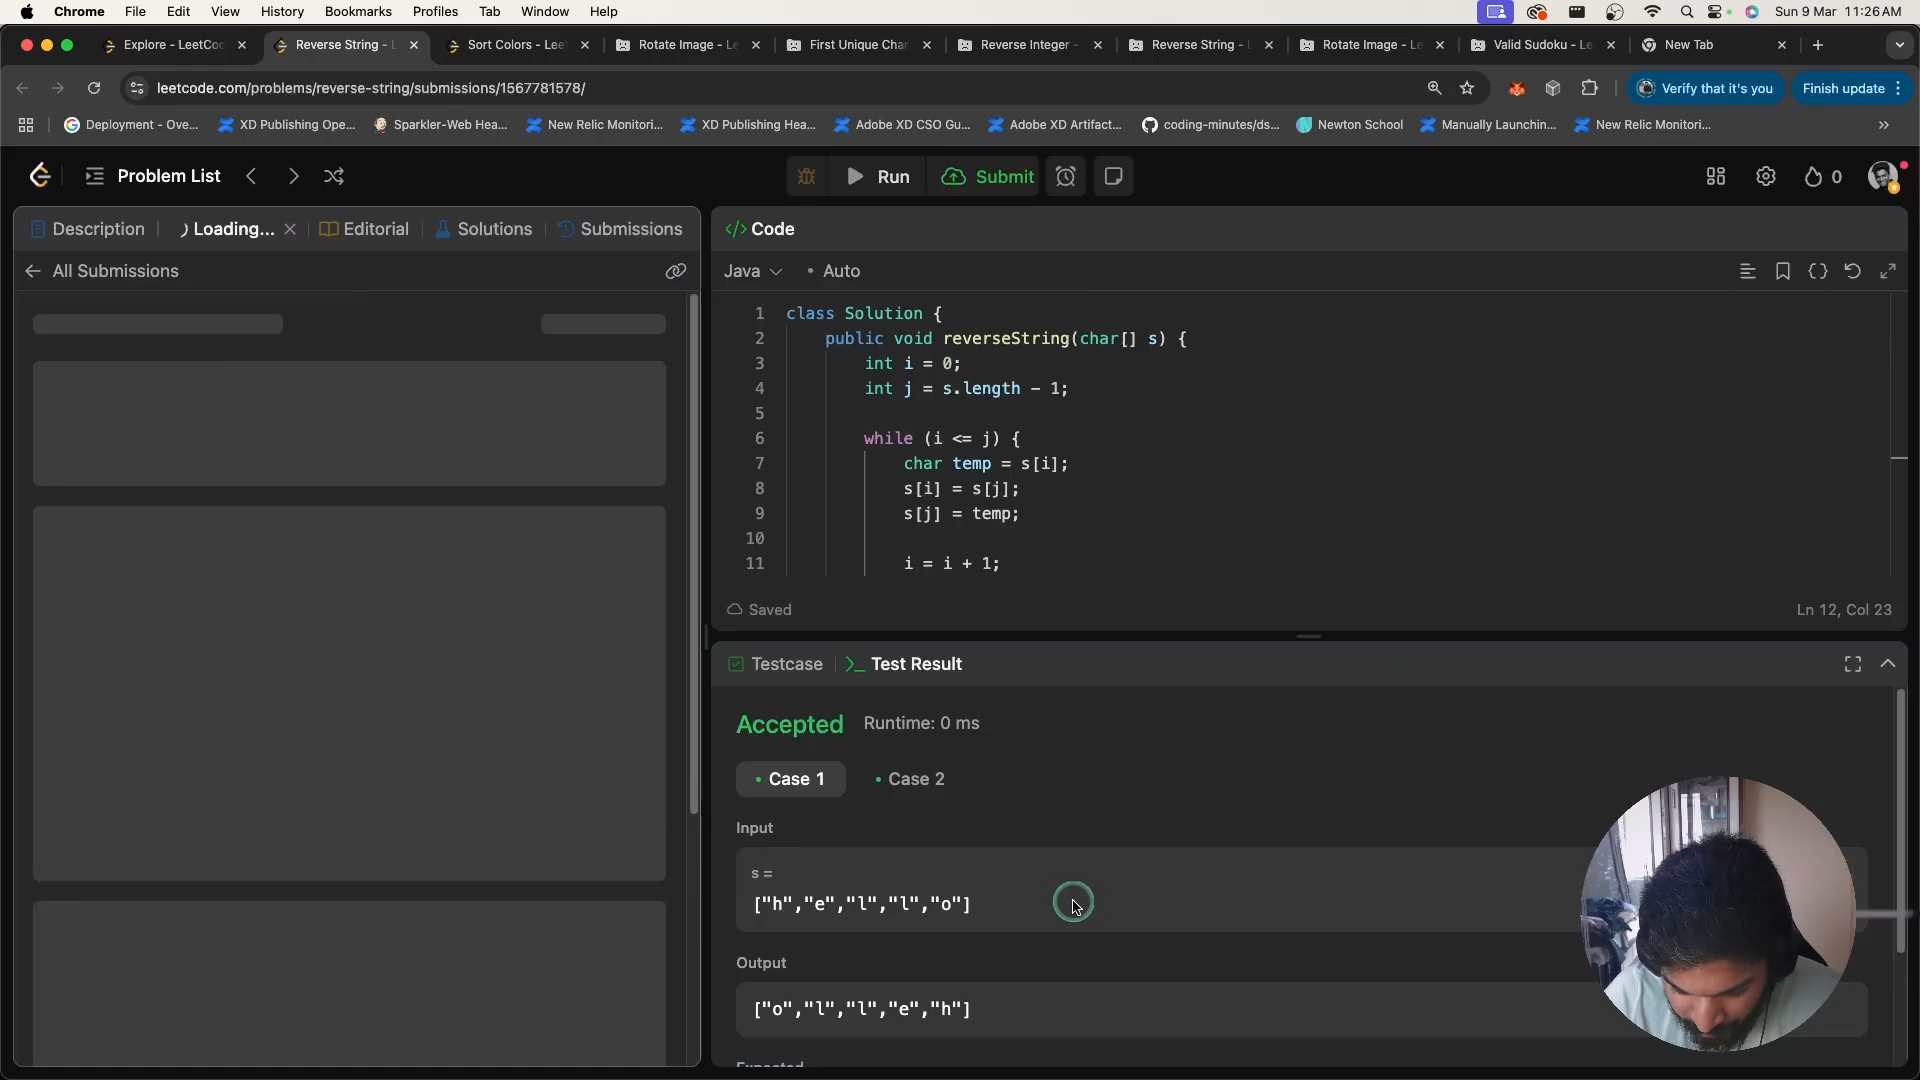 Chrome File Edit View History Bookmarks Profiles Tab Window Help Sun 9 Mar 11:26 AM
Explore - LeetCo Reverse String - L Sort Colors - Leet Rotate Image - Le First Unique Char Reverse Integer - Reverse String - L Rotate Image - Le Valid Sudoku - Le New Tab
leetcode.com/problems/reverse-string/submissions/1567781578/ Verify that it's you Finish update
Deployment - Ove... XD Publishing Ope... Sparkler-Web Hea... New Relic Monitori... XD Publishing Hea... Adobe XD CSO Gu... Adobe XD Artifact... coding-minutes/ds... Newton School Manually Launchin... New Relic Monitori... »
Problem List Run Submit 0
Description Loading... Editorial Solutions Submissions
All Submissions
</> Code
Java • Auto
1 class Solution {
2 public void reverseString(char[] s) {
3 int i = 0;
4 int j = s.length - 1;
5
6 while (i <= j) {
7 char temp = s[i];
8 s[i] = s[j];
9 s[j] = temp;
10
11 i = i + 1;
Saved Ln 12, Col 23
Testcase >_ Test Result
Accepted Runtime: 0 ms
• Case 1 • Case 2
Input
s =
["h","e","l","l","o"]
Output
["o","l","l","e","h"]
Expected